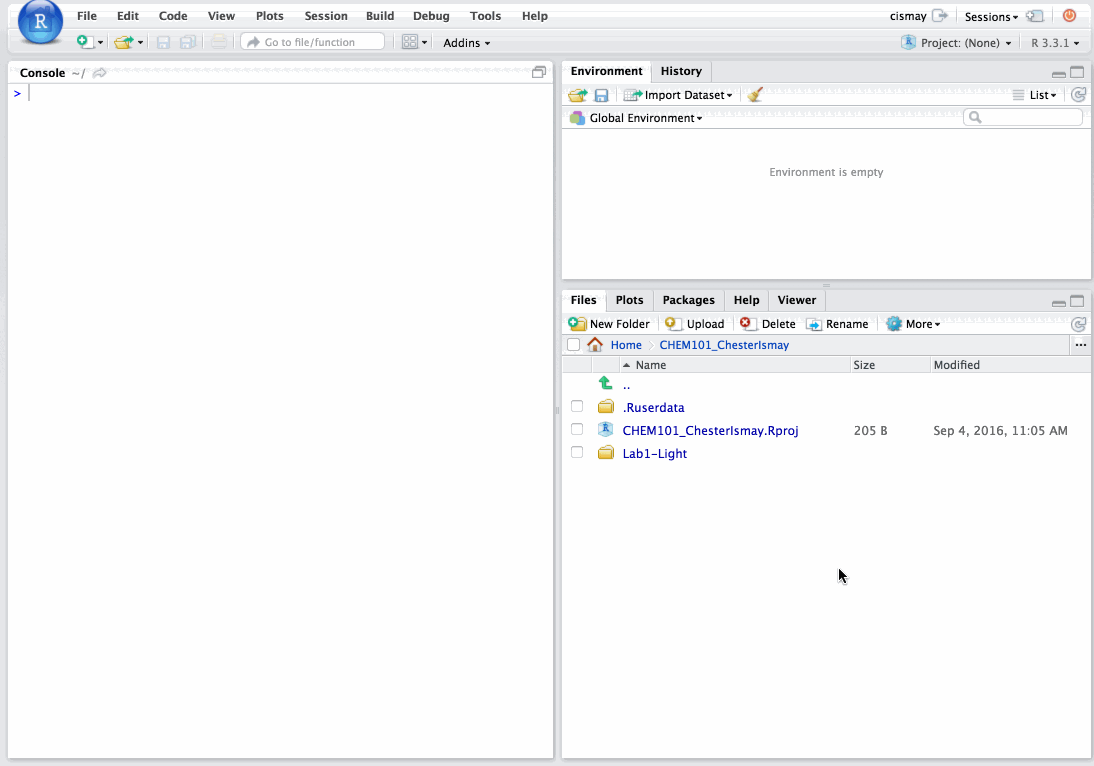 R File Edit Code View Plots Session Build Debug Tools Help cismay Sessions
Go to file/function Addins Project: (None) R 3.3.1
Console ~/
>
Environment History
Import Dataset List
Global Environment
Environment is empty
Files Plots Packages Help Viewer
New Folder Upload Delete Rename More
Home CHEM101_ChesterIsmay ...
Name Size Modified
..
.Ruserdata
CHEM101_ChesterIsmay.Rproj 205 B Sep 4, 2016, 11:05 AM
Lab1-Light